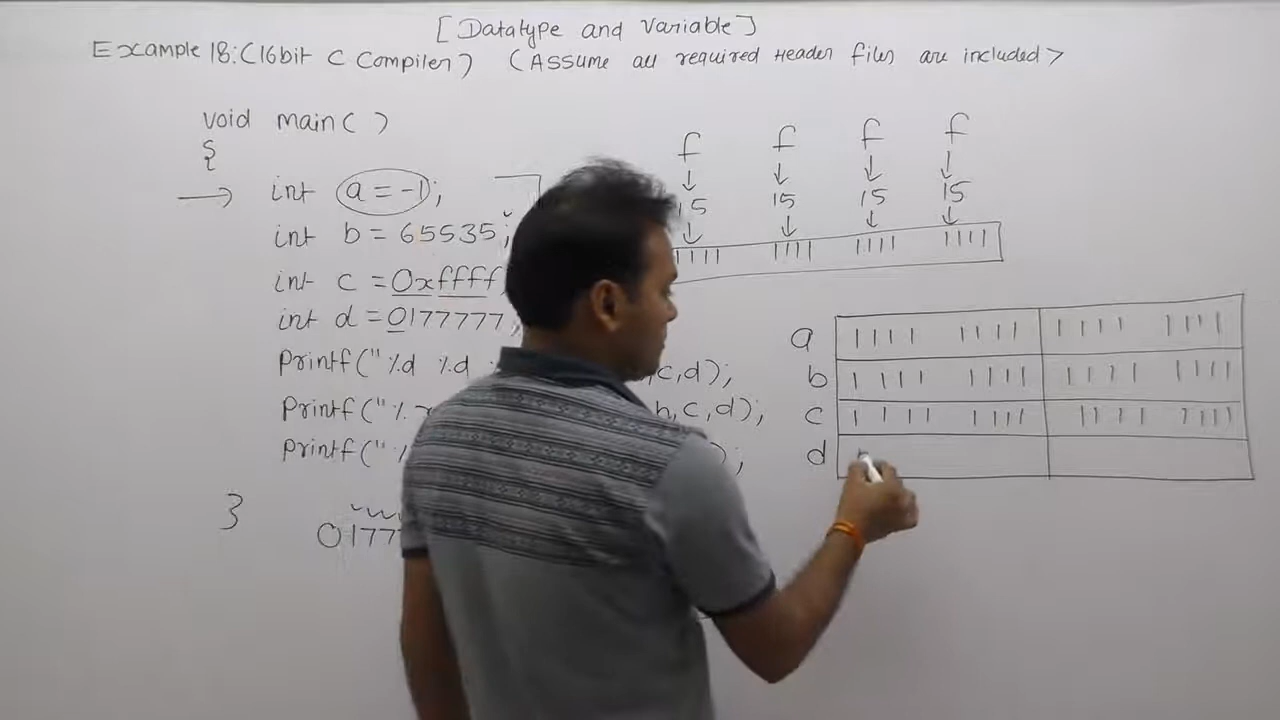 [Datatype and Variable]
Example 18:(16bit C Compiler) (Assume all required Header files are included>
void main( )
{
int a = -1;
int b = 65535;
int c = 0xffff
int d = 0177777,
Printf(" %d %d ,c,d);
Printf(" %. ,c,d);
Printf(" % );
}
0177
f f f f
15 15 15 15
1111 1111 1111 1111
a 1111 1111 1111 1111
b 1111 1111 1111 1111
c 1111 1111 1111 1111
d